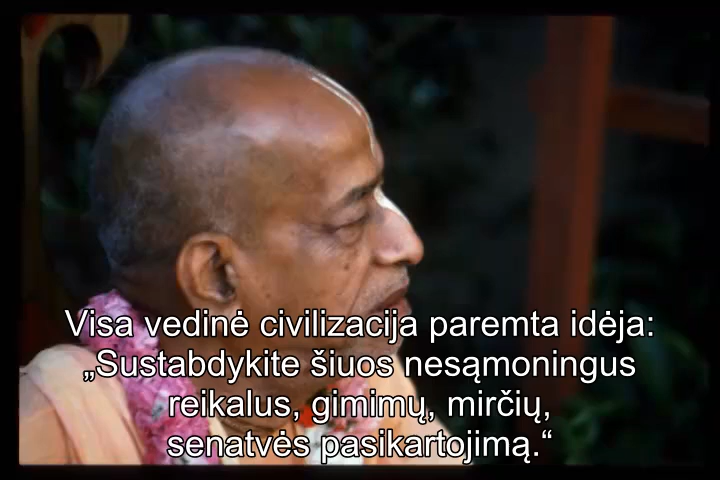 Visa vedinė civilizacija paremta idėja:
„Sustabdykite šiuos nesąmoningus
reikalus, gimimų, mirčių,
senatvės pasikartojimą.“